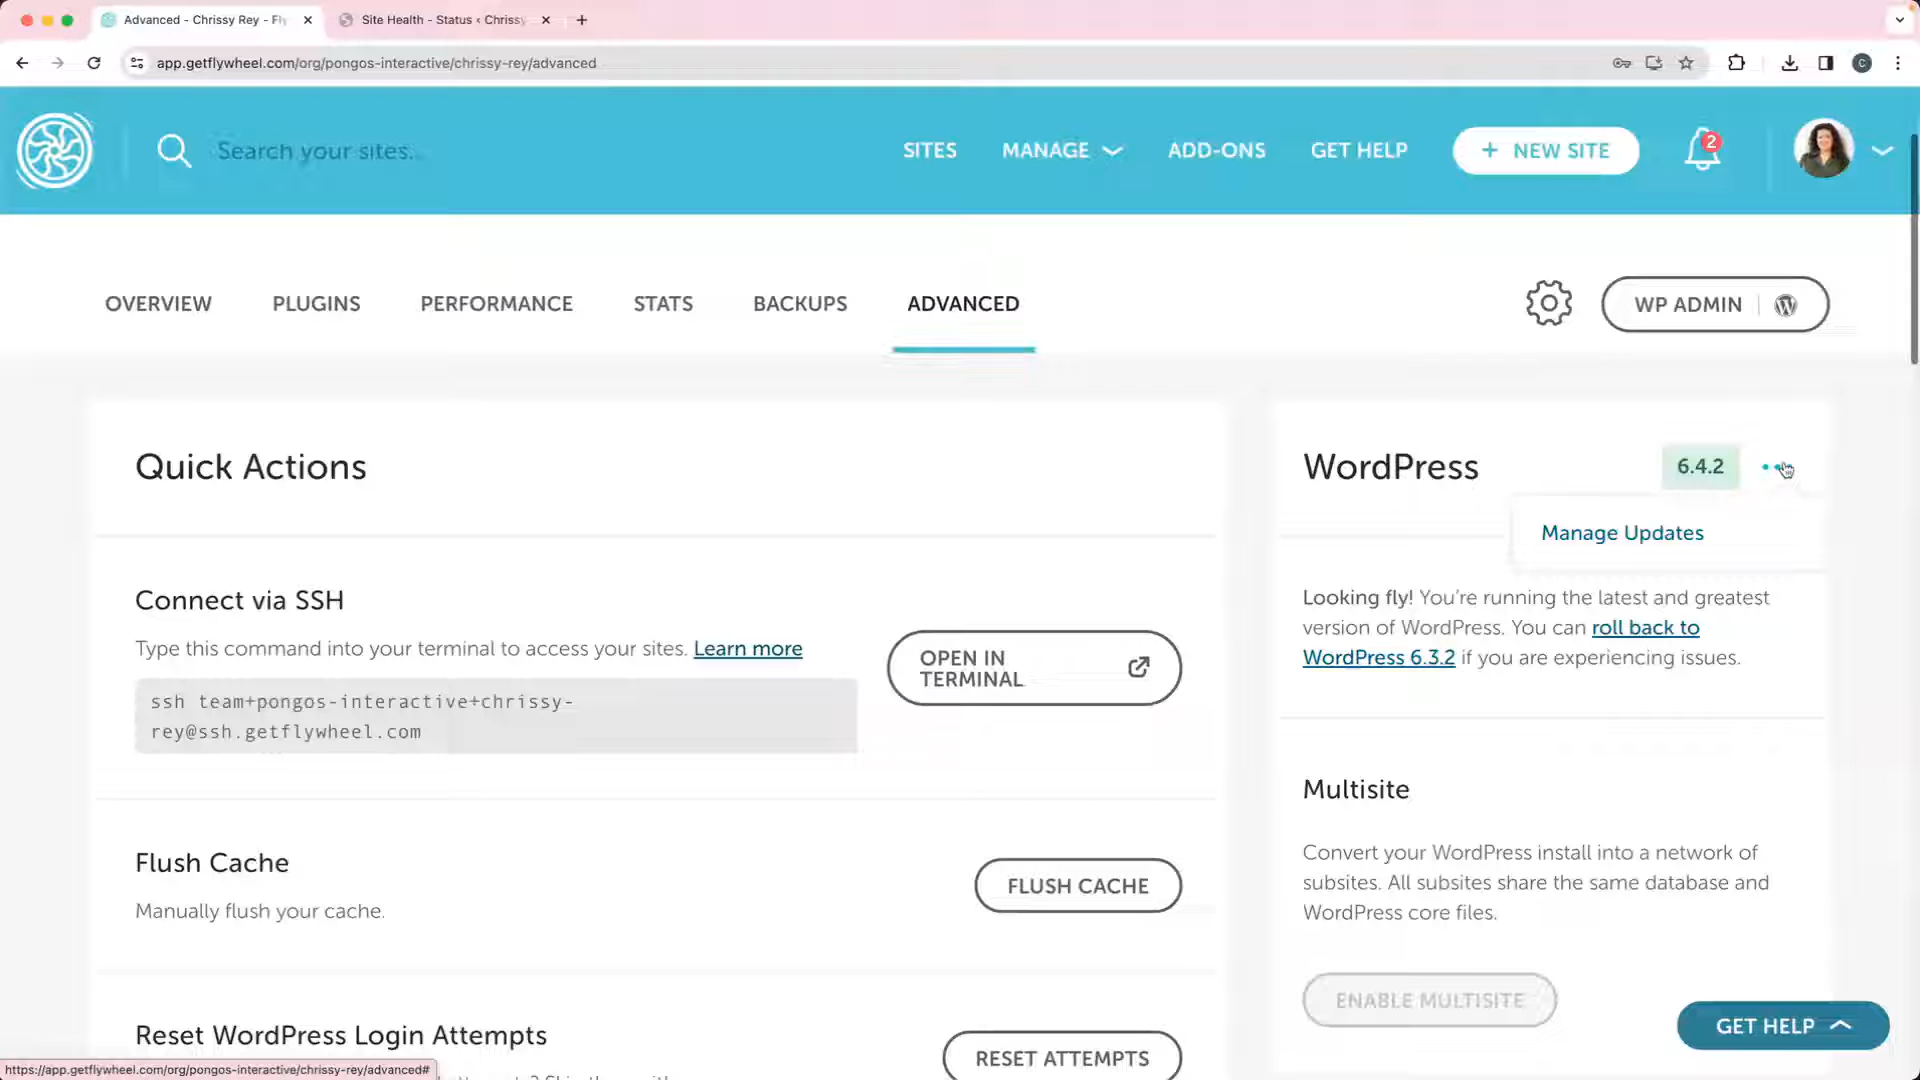 Advanced - Chrissy Rey - Fly
Site Health - Status ‹ Chrissy
app.getflywheel.com/org/pongos-interactive/chrissy-rey/advanced
C
Search your sites...
SITES
MANAGE
ADD-ONS
GET HELP
+ NEW SITE
2
OVERVIEW
PLUGINS
PERFORMANCE
STATS
BACKUPS
ADVANCED
WP ADMIN
Quick Actions
WordPress
6.4.2
Manage Updates
Connect via SSH
Type this command into your terminal to access your sites. Learn more
ssh team+pongos-interactive+chrissy-
rey@ssh.getflywheel.com
OPEN IN
TERMINAL
Looking fly! You're running the latest and greatest
version of WordPress. You can roll back to
WordPress 6.3.2 if you are experiencing issues.
Multisite
Convert your WordPress install into a network of
subsites. All subsites share the same database and
WordPress core files.
ENABLE MULTISITE
Flush Cache
Manually flush your cache.
FLUSH CACHE
Reset WordPress Login Attempts
RESET ATTEMPTS
GET HELP
https://app.getflywheel.com/org/pongos-interactive/chrissy-rey/advanced#